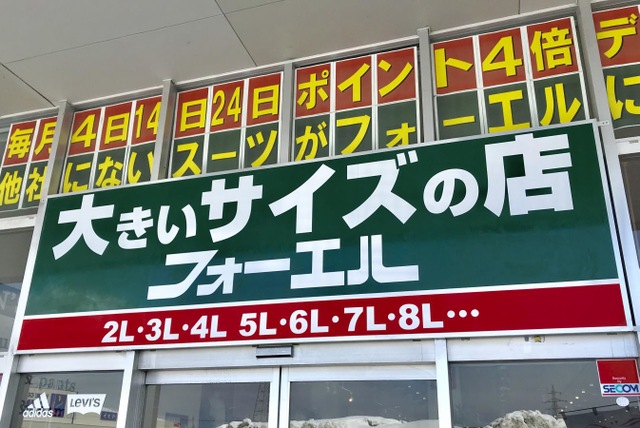 毎月4日14日24日ポイント4倍デ
他社にないスーツがフォーエルに
大きいサイズの店
フォーエル
2L・3L・4L 5L・6L・7L・8L…
adidas
LEVI'S
SECOM